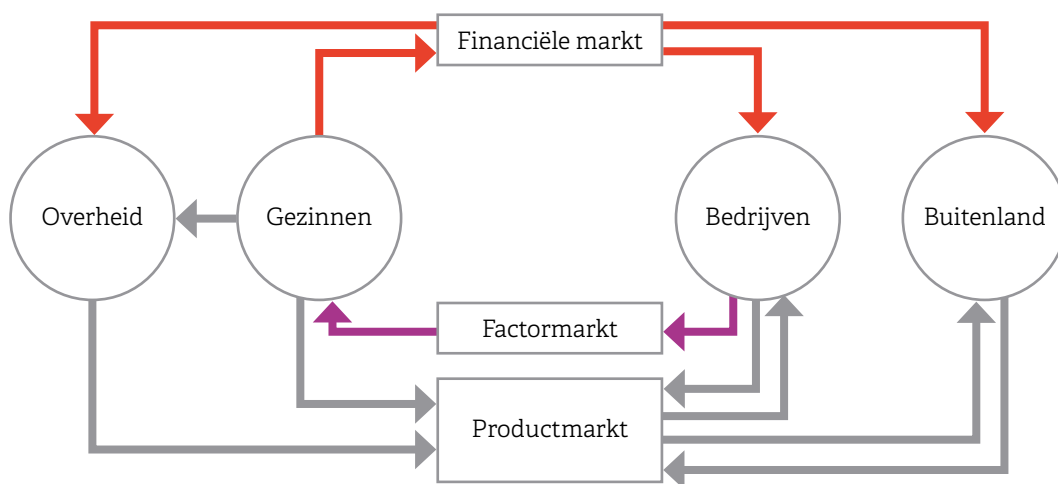 Financiële markt
Overheid
Gezinnen
Bedrijven
Buitenland
Factormarkt
Productmarkt